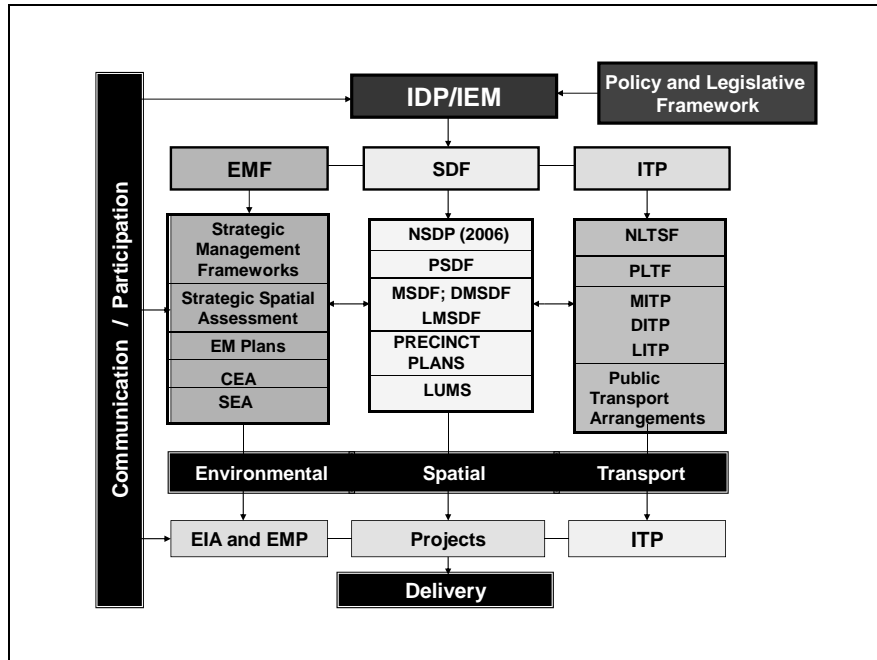 Communication / Participation
IDP/IEM
Policy and Legislative
Framework
EMF
SDF
ITP
Strategic
Management
Frameworks
Strategic Spatial
Assessment
EM Plans
CEA
SEA
NSDP (2006)
PSDF
MSDF; DMSDF
LMSDF
PRECINCT
PLANS
LUMS
NLTSF
PLTF
MITP
DITP
LITP
Public
Transport
Arrangements
Environmental
Spatial
Transport
EIA and EMP
Projects
ITP
Delivery